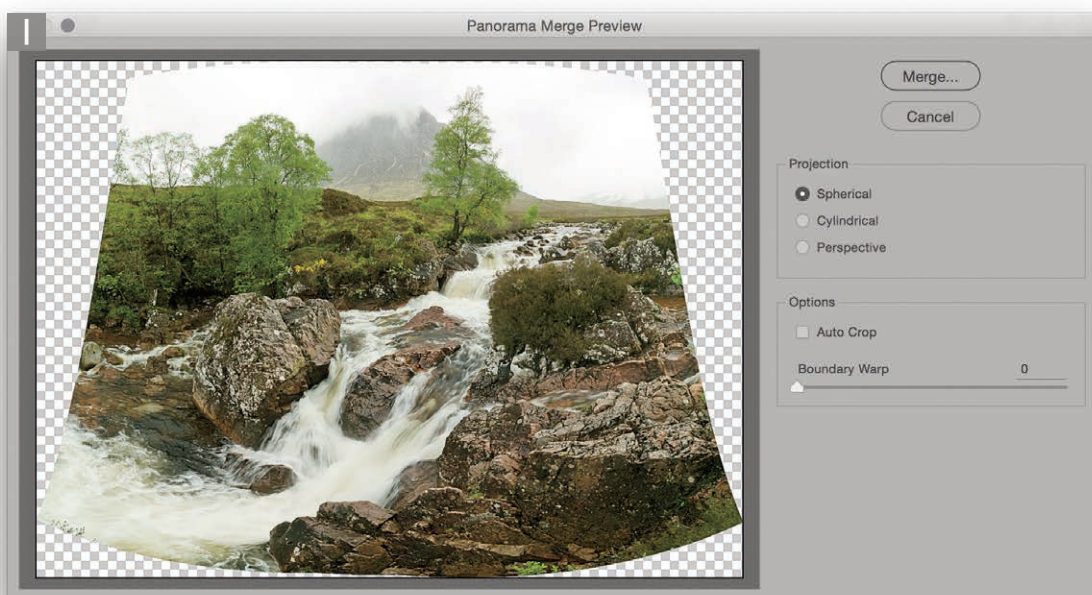 I
Panorama Merge Preview
Merge...
Cancel
Projection
Spherical
Cylindrical
Perspective
Options
Auto Crop
Boundary Warp 0